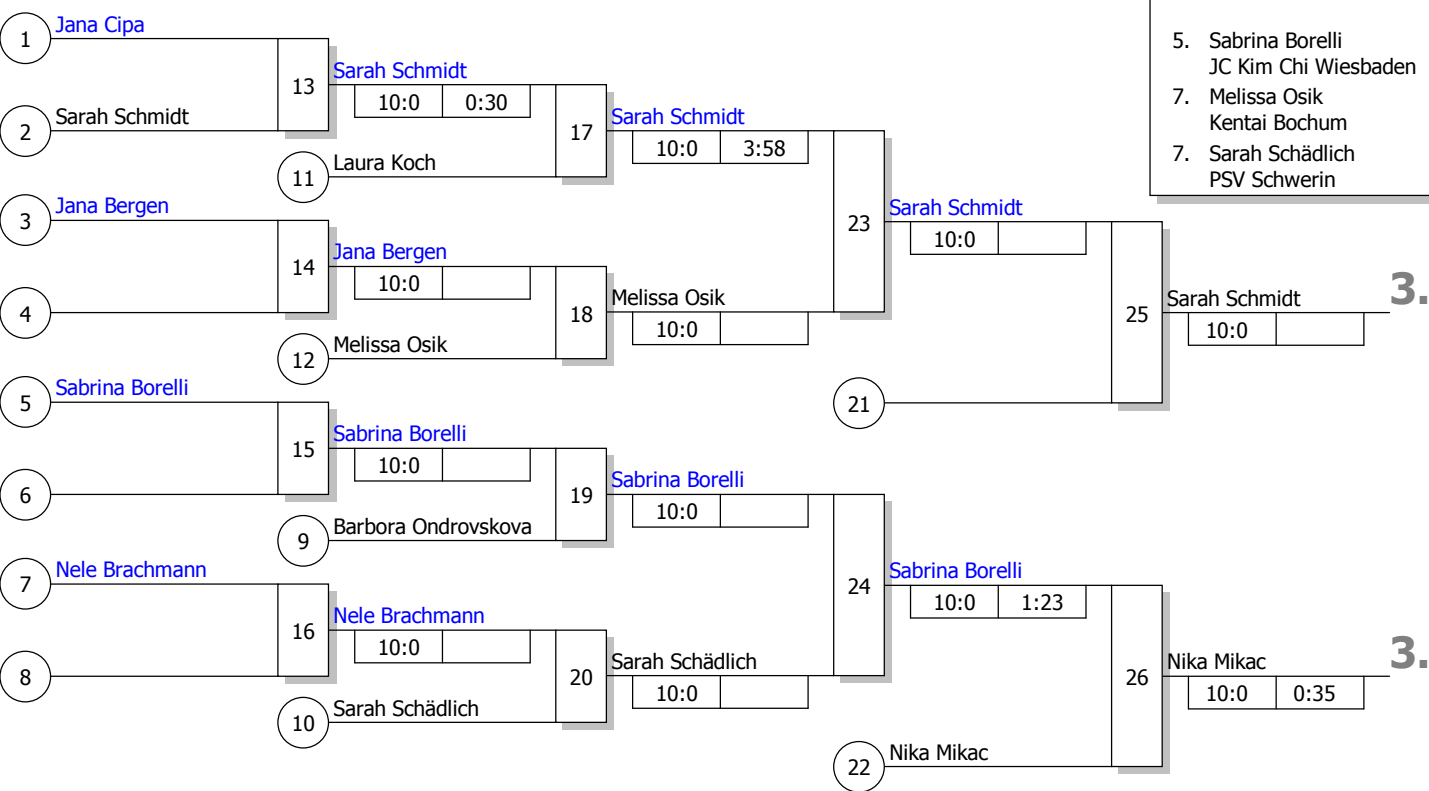 1
Jana Cipa
2
Sarah Schmidt
13
Sarah Schmidt
10:0 0:30
11
Laura Koch
17
Sarah Schmidt
10:0 3:58
3
Jana Bergen
4
14
Jana Bergen
10:0
12
Melissa Osik
18
Melissa Osik
10:0
23
Sarah Schmidt
10:0
21
25
Sarah Schmidt
10:0
3.
5
Sabrina Borelli
6
15
Sabrina Borelli
10:0
9
Barbora Ondrovskova
19
Sabrina Borelli
10:0
7
Nele Brachmann
8
16
Nele Brachmann
10:0
10
Sarah Schädlich
20
Sarah Schädlich
10:0
24
Sabrina Borelli
10:0 1:23
22
Nika Mikac
26
Nika Mikac
10:0 0:35
3.
5. Sabrina Borelli
JC Kim Chi Wiesbaden
7. Melissa Osik
Kentai Bochum
7. Sarah Schädlich
PSV Schwerin